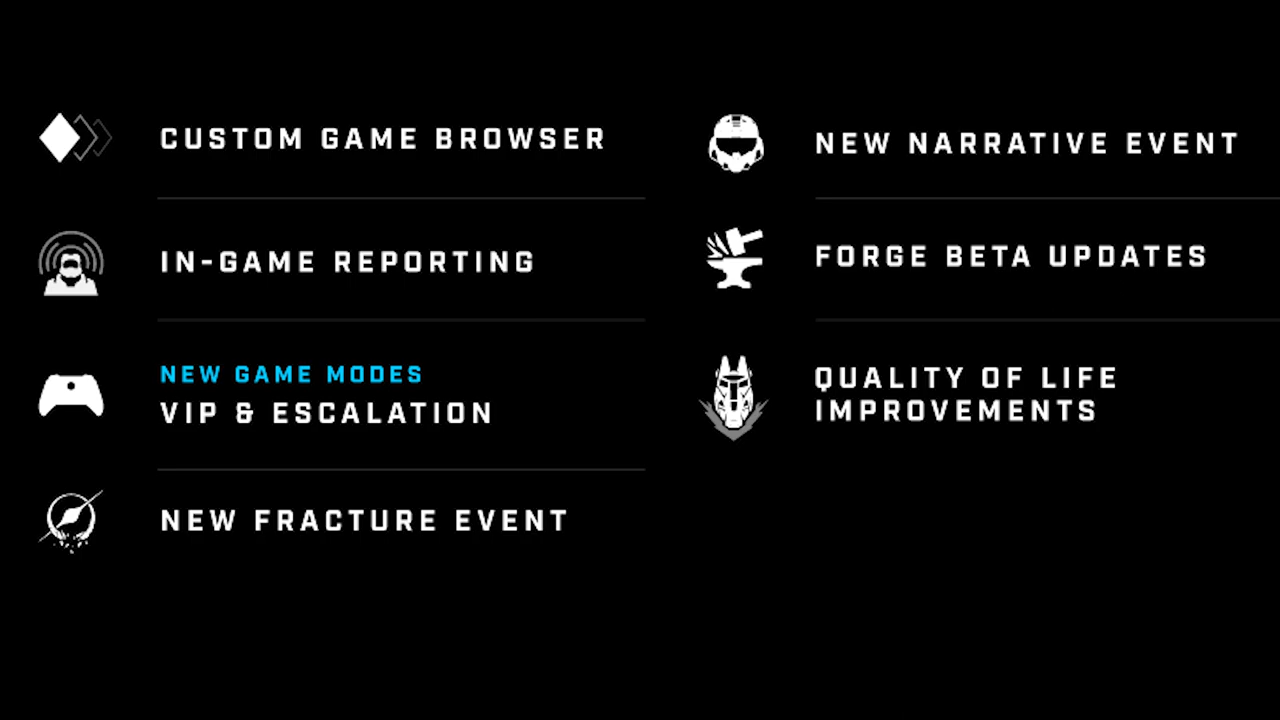 CUSTOM GAME BROWSER
IN-GAME REPORTING
NEW GAME MODES
VIP & ESCALATION
NEW FRACTURE EVENT
NEW NARRATIVE EVENT
FORGE BETA UPDATES
QUALITY OF LIFE
IMPROVEMENTS